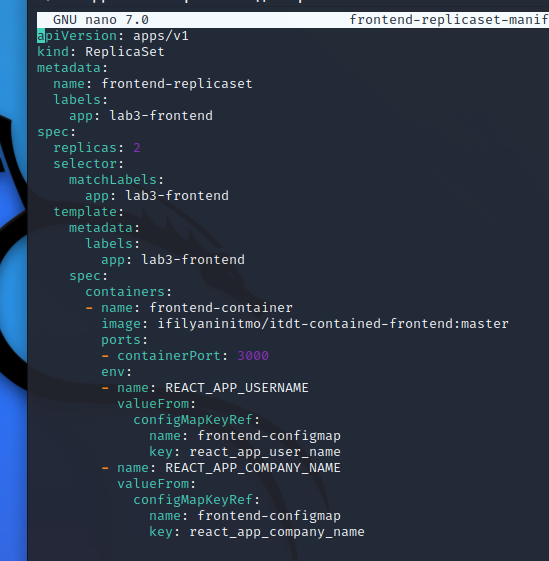 GNU nano 7.0 frontend-replicaset-manif
apiVersion: apps/v1
kind: ReplicaSet
metadata:
  name: frontend-replicaset
  labels:
    app: lab3-frontend
spec:
  replicas: 2
  selector:
    matchLabels:
      app: lab3-frontend
  template:
    metadata:
      labels:
        app: lab3-frontend
    spec:
      containers:
      - name: frontend-container
        image: ifilyaninitmo/itdt-contained-frontend:master
        ports:
        - containerPort: 3000
        env:
        - name: REACT_APP_USERNAME
          valueFrom:
            configMapKeyRef:
              name: frontend-configmap
              key: react_app_user_name
        - name: REACT_APP_COMPANY_NAME
          valueFrom:
            configMapKeyRef:
              name: frontend-configmap
              key: react_app_company_name